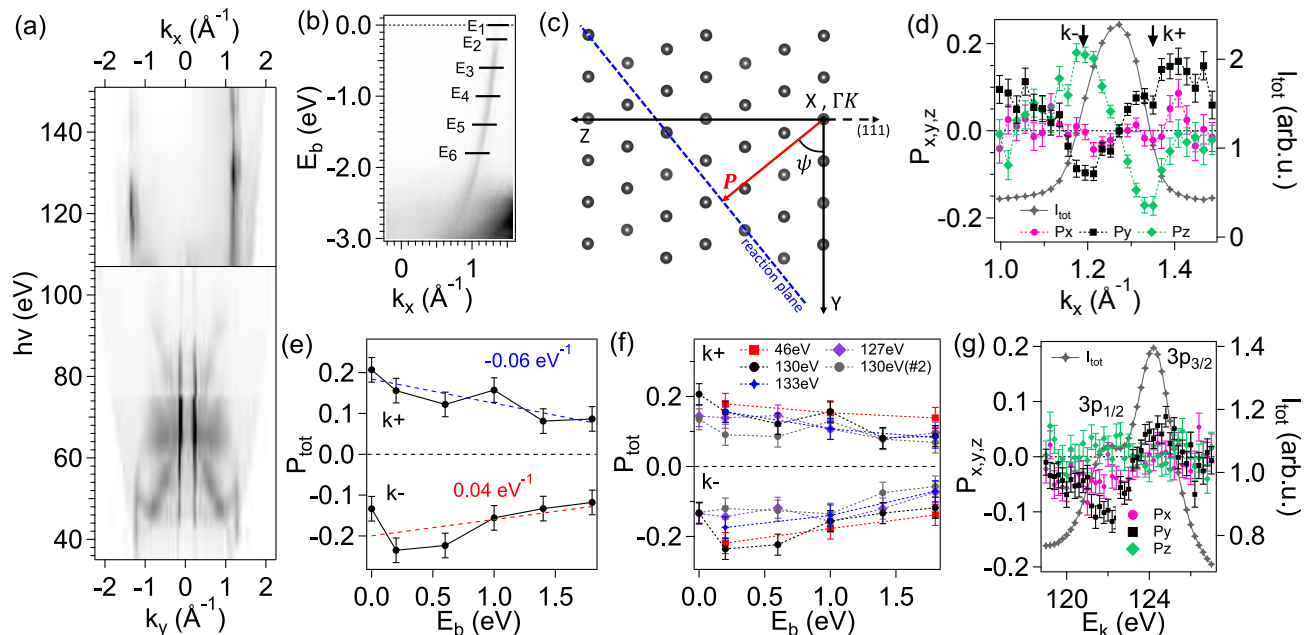 (a)
kx (Å⁻¹)
-2 -1 0 1 2
hν (eV)
140
120
100
80
60
40
-2 -1 0 1 2
ky (Å⁻¹)
(b)
Eb (eV)
0.0
-1.0
-2.0
-3.0
E1
E2
E3
E4
E5
E6
0 1
kx (Å⁻¹)
(c)
X , ΓK
Z
(111)
P
ψ
reaction plane
Y
(d)
k- k+
Px,y,z
0.2
0.0
-0.2
Itot (arb.u.)
2
1
0
Itot
Px Py Pz
1.0 1.2 1.4
kx (Å⁻¹)
(e)
Ptot
0.2
0.1
0.0
-0.1
-0.2
-0.06 eV⁻¹
k+
k-
0.04 eV⁻¹
0.0 0.5 1.0 1.5
Eb (eV)
(f)
k+
46eV 127eV
130eV 130eV(#2)
133eV
Ptot
0.2
0.0
-0.2
k-
0.0 0.5 1.0 1.5
Eb (eV)
(g)
Itot
3p3/2
3p1/2
Px,y,z
0.2
0.1
0.0
-0.1
-0.2
Itot (arb.u.)
1.4
1.2
1.0
0.8
Px
Py
Pz
120 124
Ek (eV)